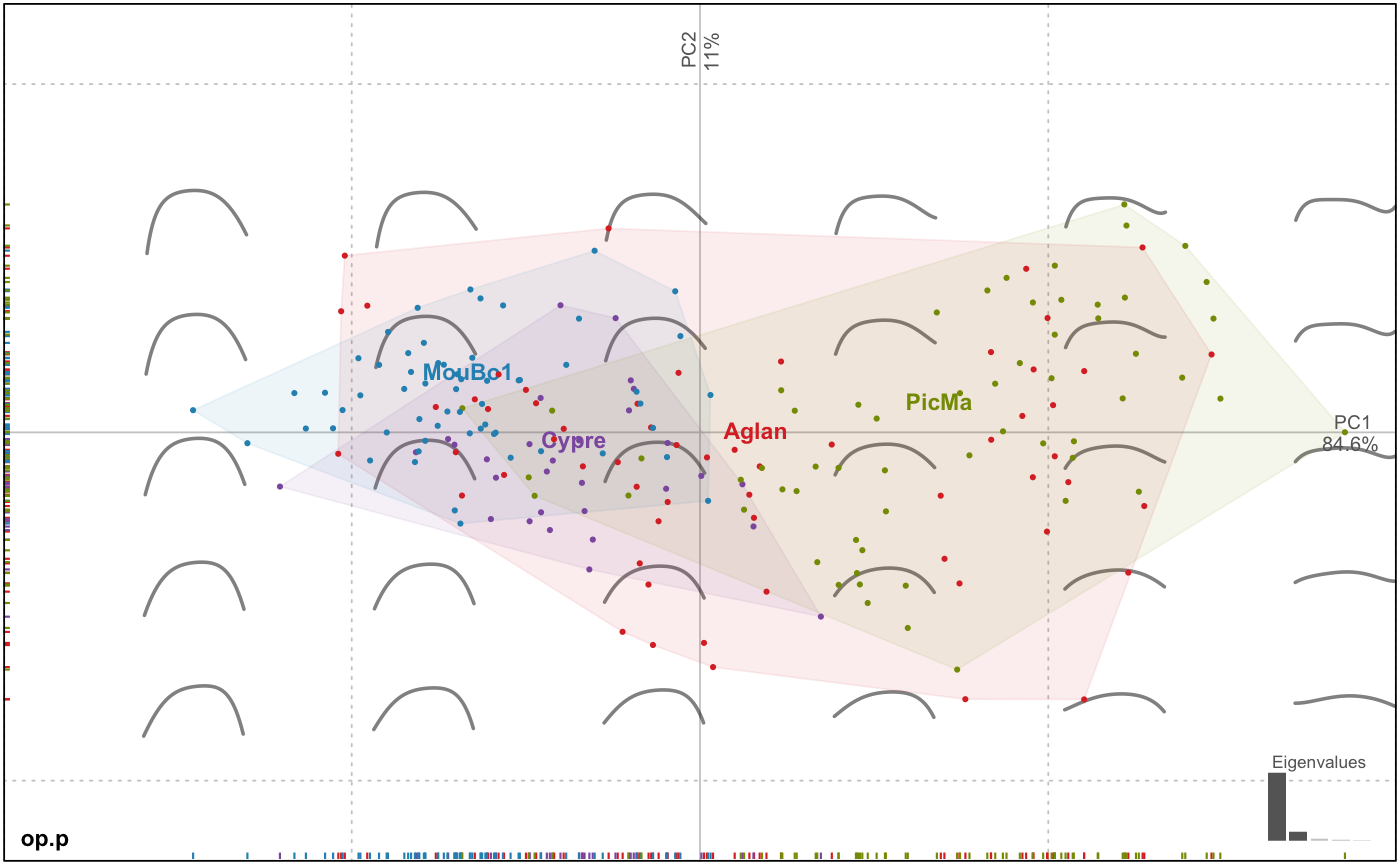 PC2
11%
MouBo1
PicMa
Aglan
Cypre
PC1
84.6%
Eigenvalues
op.p